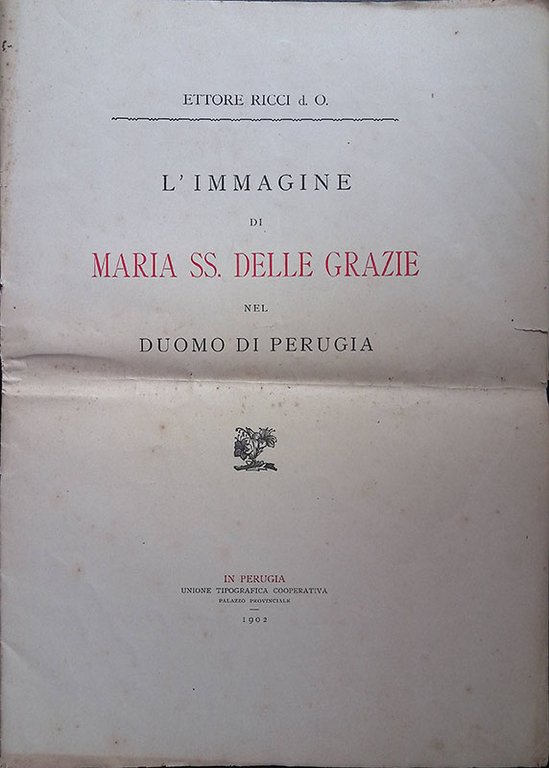 ETTORE RICCI d. O.
L'IMMAGINE
DI
MARIA SS. DELLE GRAZIE
NEL
DUOMO DI PERUGIA
IN PERUGIA
UNIONE TIPOGRAFICA COOPERATIVA
PALAZZO PROVINCIALE
1902